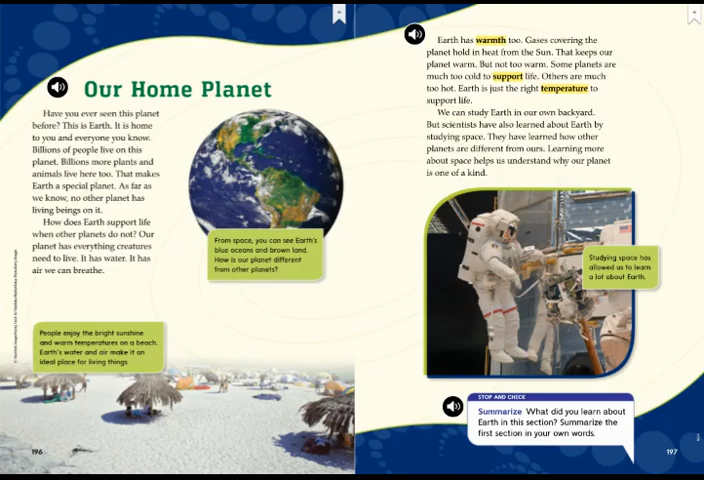 Our Home Planet
Have you ever seen this planet
before? This is Earth. It is home
to you and everyone you know.
Billions of people live on this
planet. Billions more plants and
animals live here too. That makes
Earth a special planet. As far as
we know, no other planet has
living beings on it.
How does Earth support life
when other planets do not? Our
planet has everything creatures
need to live. It has water. It has
air we can breathe.
From space, you can see Earth's
blue oceans and brown land.
How is our planet different
from other planets?
People enjoy the bright sunshine
and warm temperatures on a beach.
Earth's water and air make it an
ideal place for living things.
196
Earth has warmth too. Gases covering the
planet hold in heat from the Sun. That keeps our
planet warm. But not too warm. Some planets are
much too cold to support life. Others are much
too hot. Earth is just the right temperature to
support life.
We can study Earth in our own backyard.
But scientists have also learned about Earth by
studying space. They have learned how other
planets are different from ours. Learning more
about space helps us understand why our planet
is one of a kind.
Studying space has
allowed us to learn
a lot about Earth.
STOP AND CHECK
Summarize What did you learn about
Earth in this section? Summarize the
first section in your own words.
197